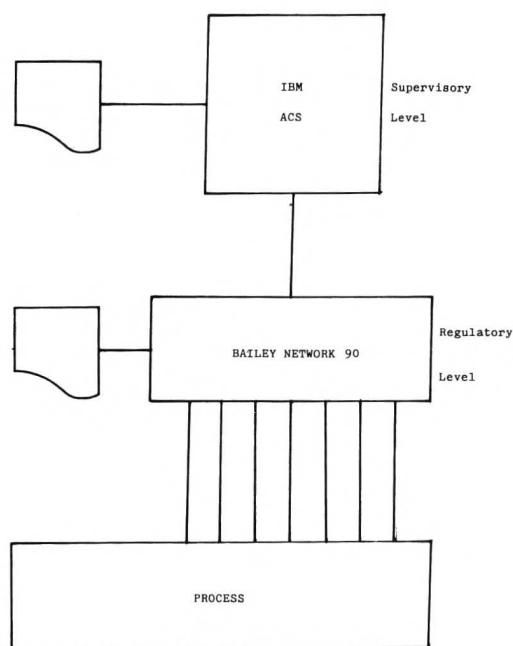 IBM
ACS
Supervisory
Level
BAILEY NETWORK 90
Regulatory
Level
PROCESS